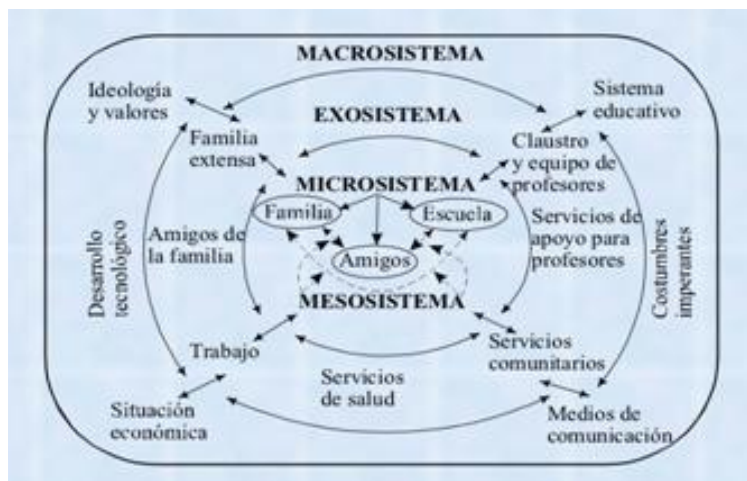 MACROSISTEMA
Ideología
y valores
Sistema
educativo
EXOSISTEMA
Familia
extensa
Claustro
y equipo de
profesores
MICROSISTEMA
Familia
Escuela
Amigos de
la familia
Servicios de
apoyo para
profesores
Amigos
Desarrollo
tecnológico
Costumbres
imperantes
MESOSISTEMA
Trabajo
Servicios
comunitarios
Servicios
de salud
Situación
económica
Medios de
comunicación